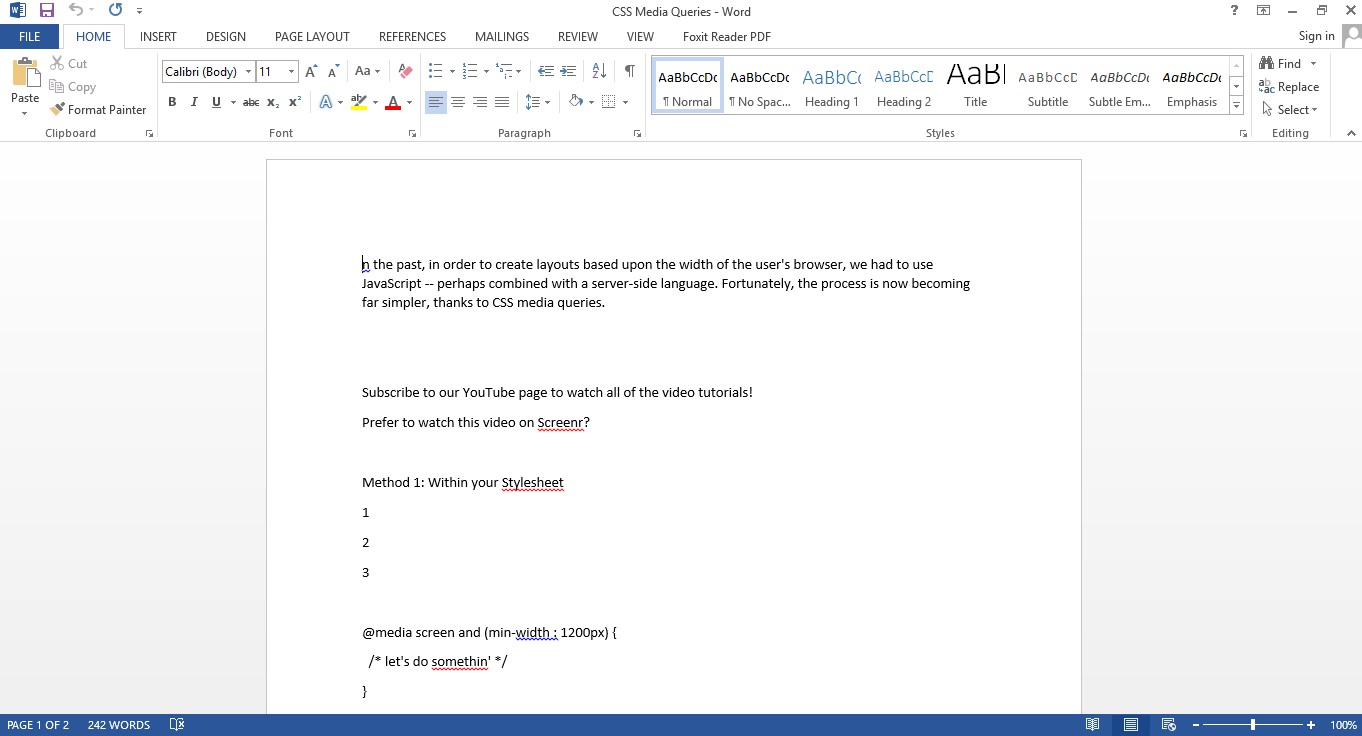 CSS Media Queries - Word
?
FILE HOME INSERT DESIGN PAGE LAYOUT REFERENCES MAILINGS REVIEW VIEW Foxit Reader PDF Sign in
Paste
Cut
Copy
Format Painter
Clipboard
Calibri (Body) 11 Aa
B I U abc X₂ X² A ab A
Font
Paragraph
AaBbCcDc AaBbCcDc AaBbCc AaBbCcD AaB AaBbCcD AaBbCcDc AaBbCcDc
¶ Normal ¶ No Spac... Heading 1 Heading 2 Title Subtitle Subtle Em... Emphasis
Styles
Find
Replace
Select
Editing
n the past, in order to create layouts based upon the width of the user's browser, we had to use
JavaScript -- perhaps combined with a server-side language. Fortunately, the process is now becoming
far simpler, thanks to CSS media queries.
Subscribe to our YouTube page to watch all of the video tutorials!
Prefer to watch this video on Screenr?
Method 1: Within your Stylesheet
1
2
3
@media screen and (min-width : 1200px) {
/* let's do somethin' */
}
PAGE 1 OF 2 242 WORDS 100%